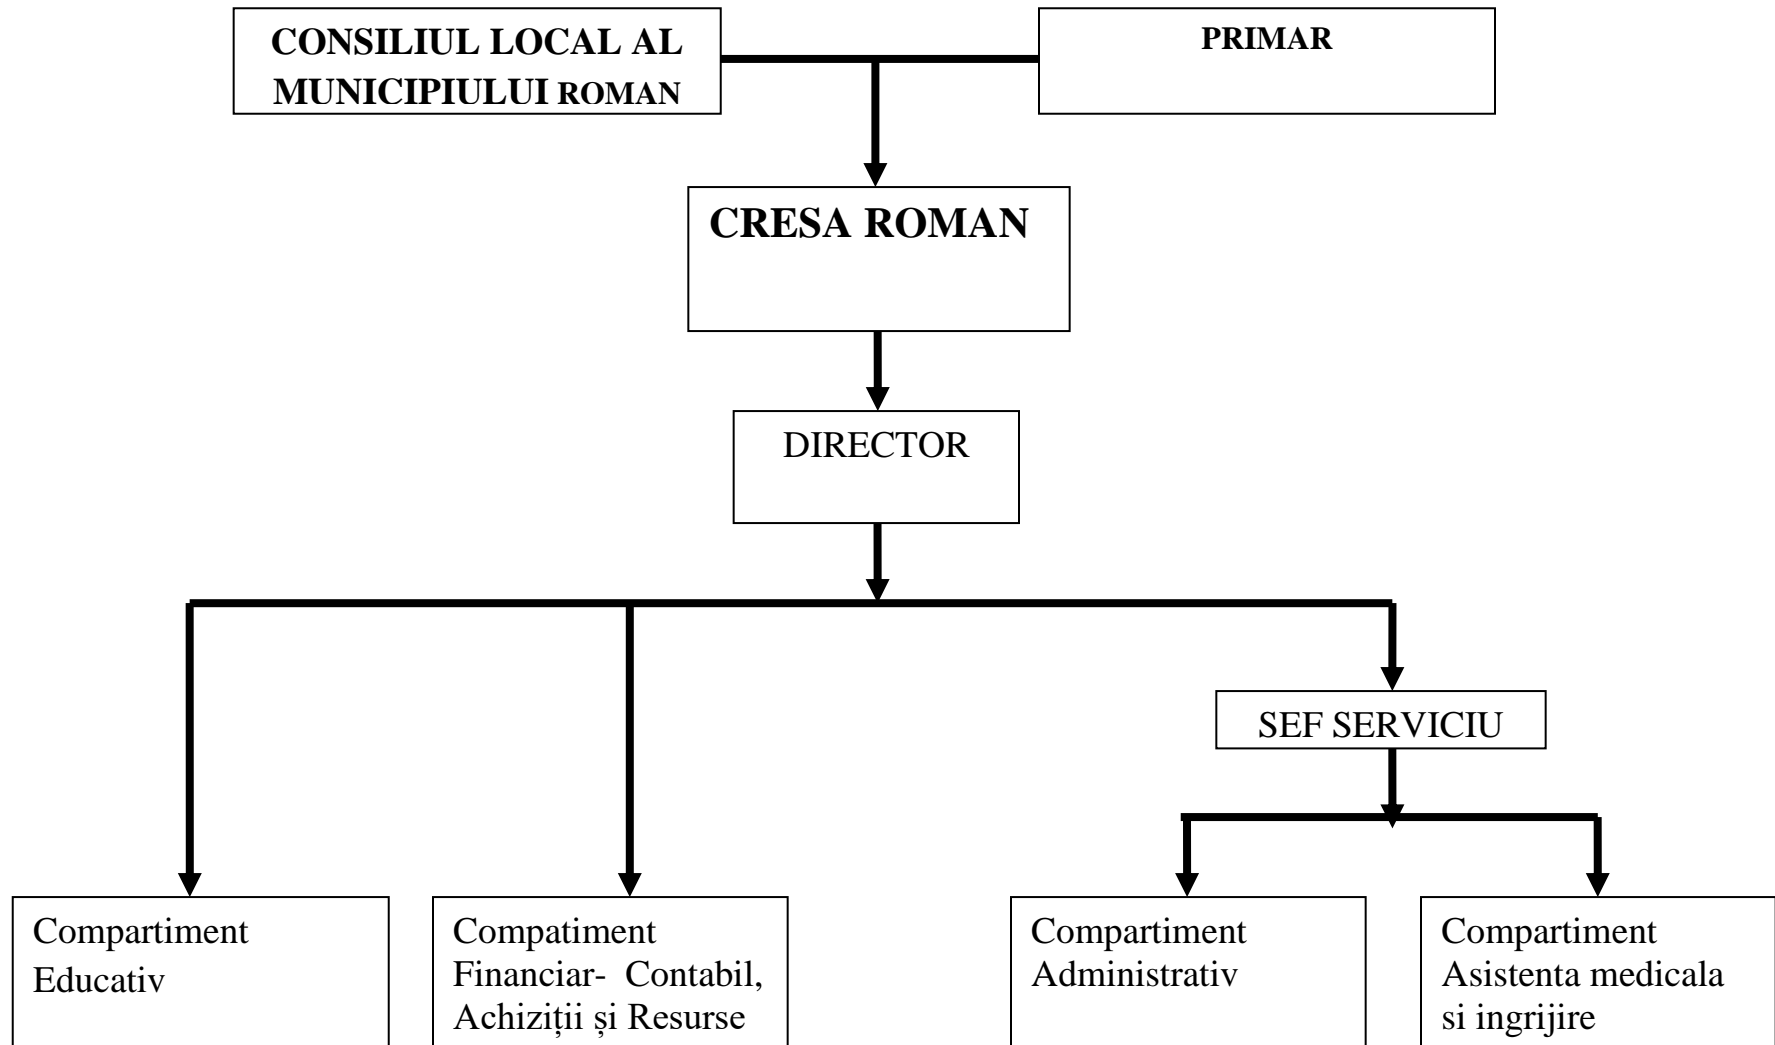 CONSILIUL LOCAL AL
MUNICIPIULUI ROMAN
PRIMAR
CRESA ROMAN
DIRECTOR
SEF SERVICIU
Compartiment
Educativ
Compatiment
Financiar- Contabil,
Achiziții și Resurse
Compartiment
Administrativ
Compartiment
Asistenta medicala
si ingrijire